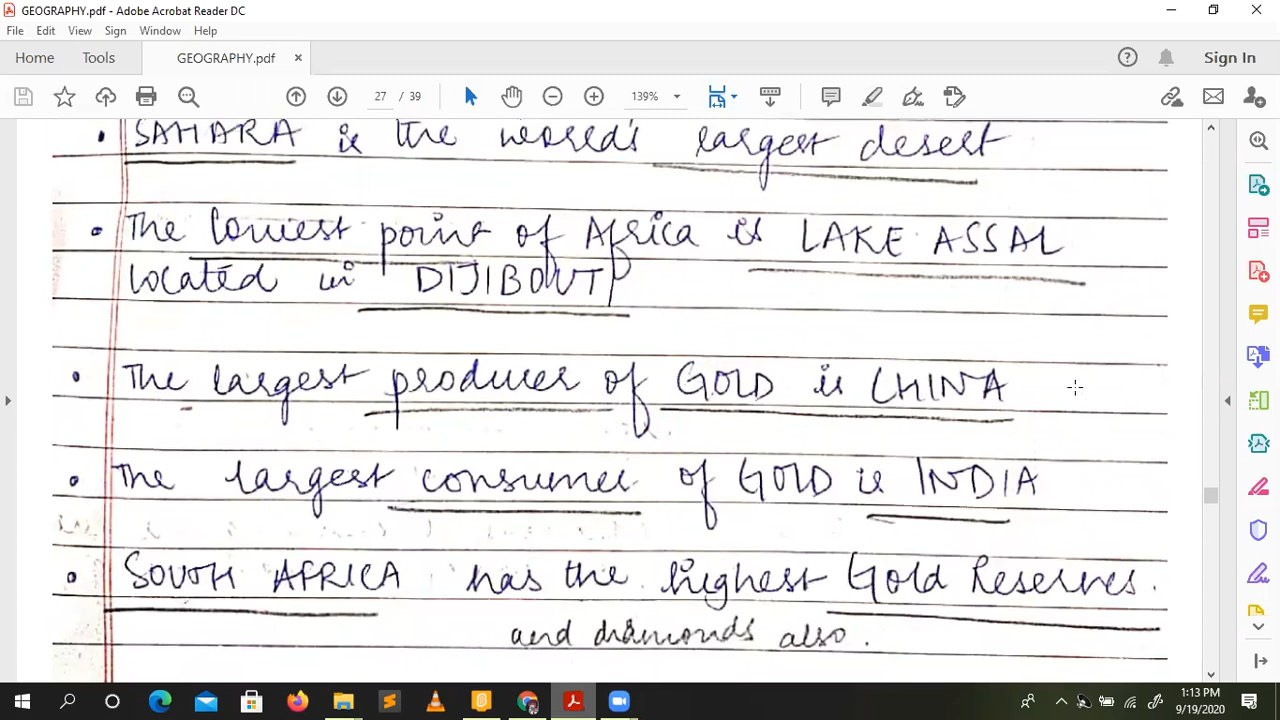 GEOGRAPHY.pdf - Adobe Acrobat Reader DC
File Edit View Sign Window Help
Home Tools GEOGRAPHY.pdf × Sign In
27 / 39 139%
• SAHARA is the world's largest desert
• The lowest point of Africa is LAKE ASSAL
located in DIJIBOUTI
• The largest producer of GOLD is CHINA
• The largest consumer of GOLD is INDIA
• SOUTH AFRICA has the highest Gold Reserves.
and diamonds also.
1:13 PM
9/19/2020